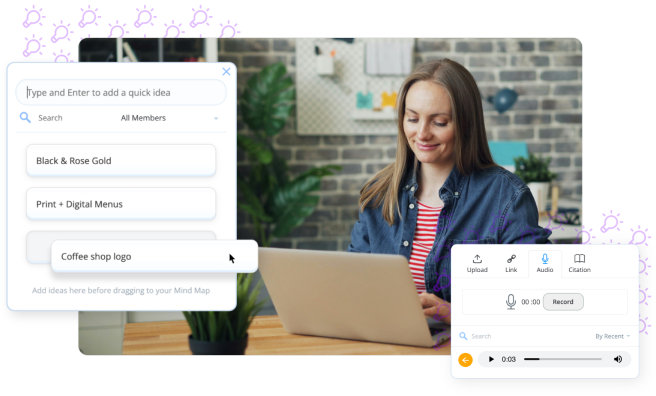 Type and Enter to add a quick idea
Search
All Members
Black & Rose Gold
Print + Digital Menus
Coffee shop logo
Add ideas here before dragging to your Mind Map
Upload
Link
Audio
Citation
00 :00
Record
Search
By Recent
0:03